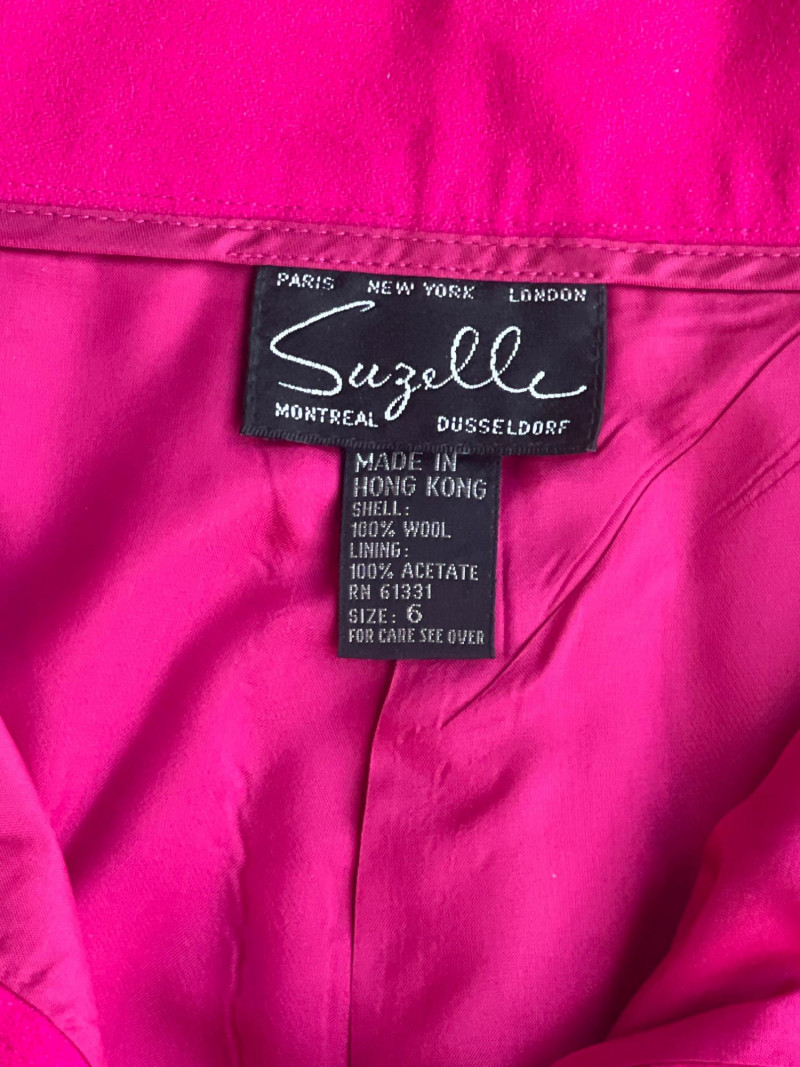 PARIS NEW YORK LONDON
Suzelle
MONTREAL DUSSELDORF
MADE IN
HONG KONG
SHELL:
100% WOOL
LINING:
100% ACETATE
RN 61331
SIZE: 6
FOR CARE SEE OVER